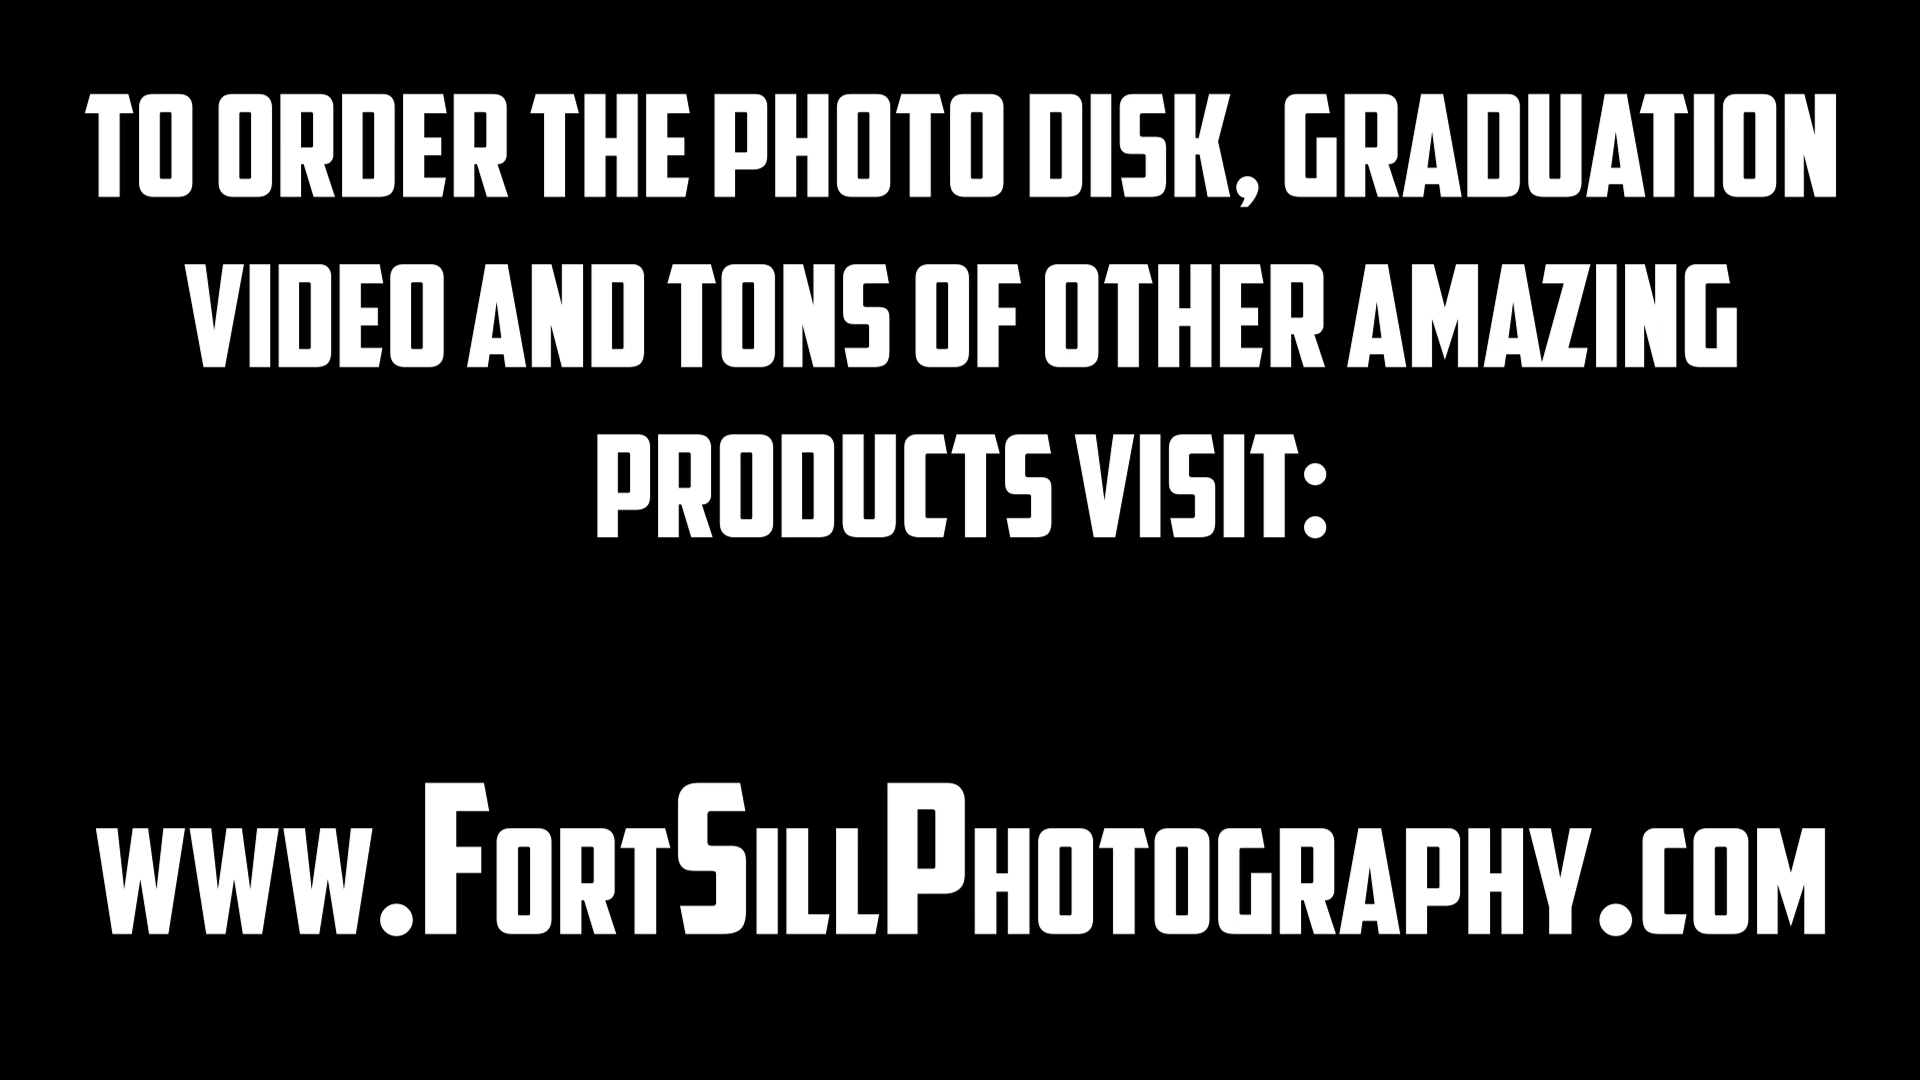 TO ORDER THE PHOTO DISK, GRADUATION
VIDEO AND TONS OF OTHER AMAZING
PRODUCTS VISIT:
www.FortSillPhotography.com